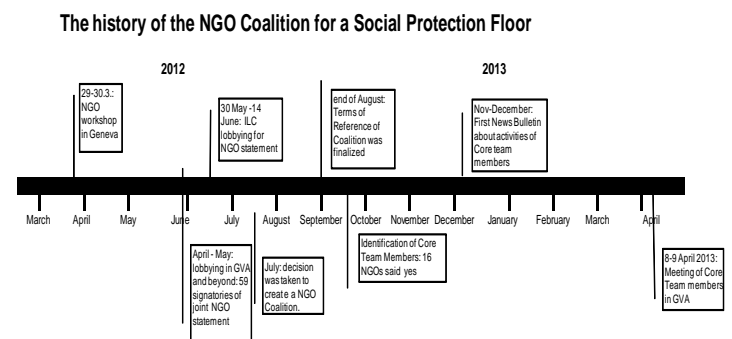 The history of the NGO Coalition for a Social Protection Floor
2012
2013
29-30.3.:
NGO
workshop
in Geneva
30 May -14
June: ILC
lobbying for
NGO statement
end of August:
Terms of
Reference of
Coalition was
finalized
Nov-December:
First News Bulletin
about activities of
Core team
members
March April May June July August September October November December January February March April
April - May:
lobbying in GVA
and beyond: 59
signatories of
joint NGO
statement
July: decision
was taken to
create a NGO
Coalition.
Identification of Core
Team Members: 16
NGOs said yes
8-9 April 2013:
Meeting of Core
Team members
in GVA